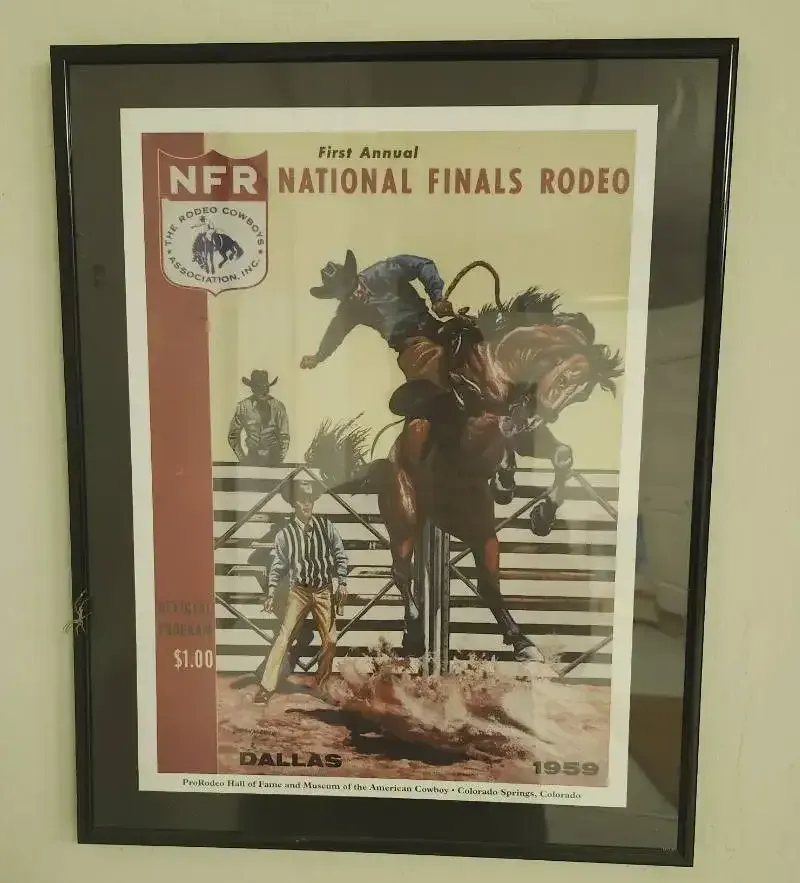 First Annual
NFR NATIONAL FINALS RODEO
THE RODEO COWBOYS
ASSOCIATION, INC.
OFFICIAL
PROGRAM
$1.00
DALLAS 1959
ProRodeo Hall of Fame and Museum of the American Cowboy • Colorado Springs, Colorado